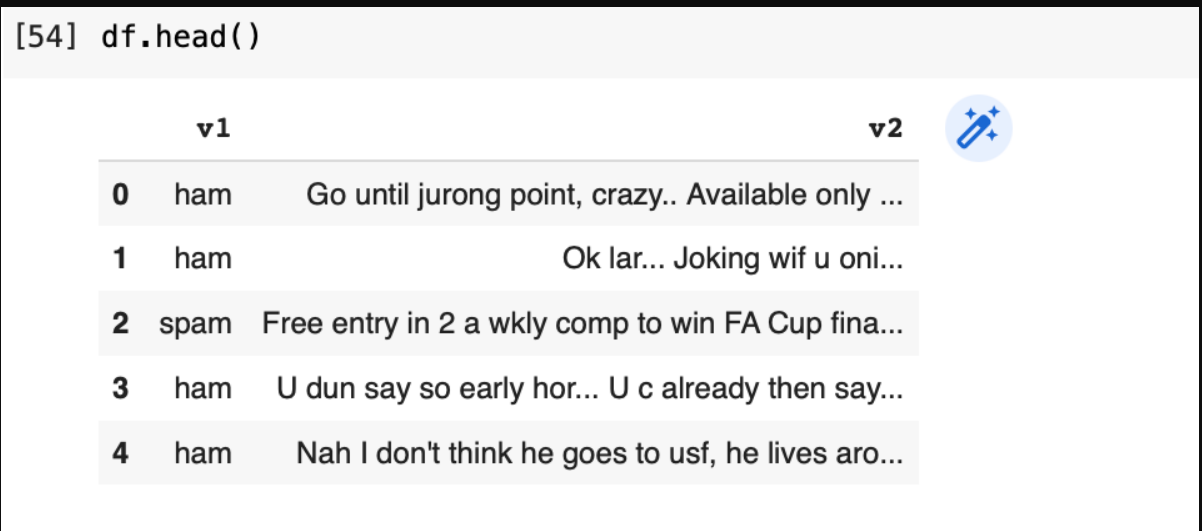 [54] df.head()
v1 v2
0 ham Go until jurong point, crazy.. Available only ...
1 ham Ok lar... Joking wif u oni...
2 spam Free entry in 2 a wkly comp to win FA Cup fina...
3 ham U dun say so early hor... U c already then say...
4 ham Nah I don't think he goes to usf, he lives aro...